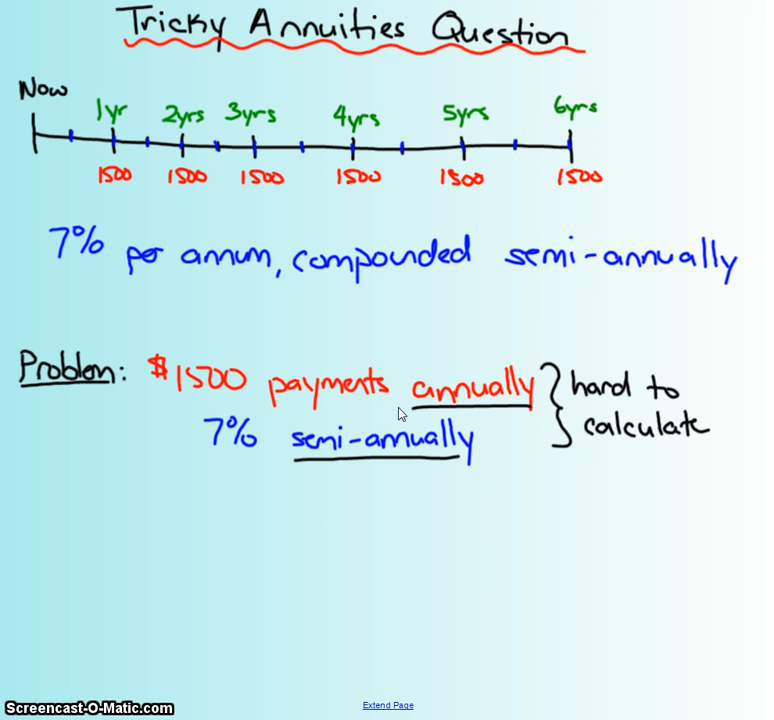 Tricky Annuities Question
Now
1yr 2yrs 3yrs 4yrs 5yrs 6yrs
1500 1500 1500 1500 1500 1500
7% per annum, compounded semi-annually
Problem: $1500 payments annually } hard to
7% semi-annually calculate
Extend Page
Screencast-O-Matic.com